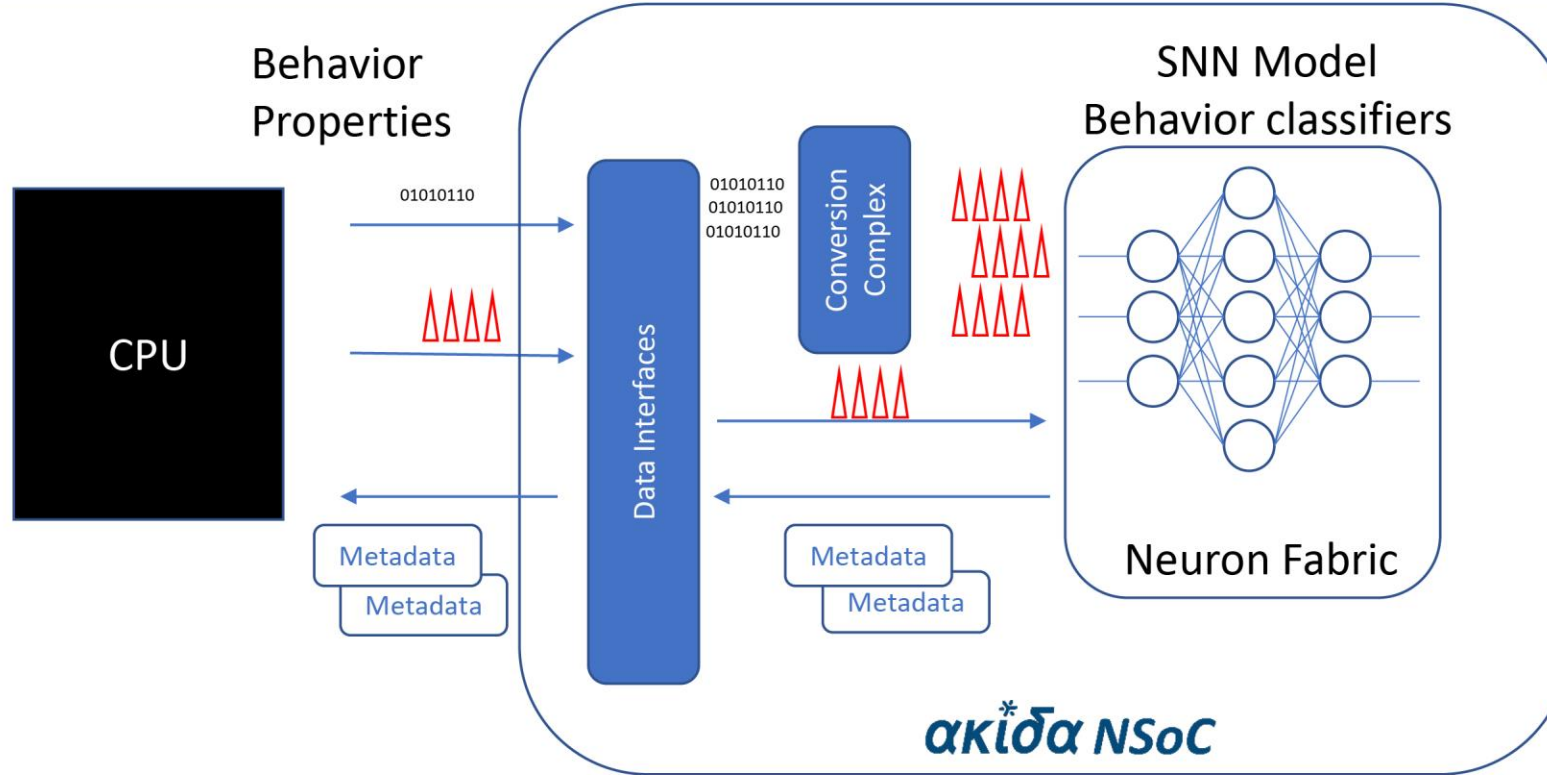 Behavior
Properties
SNN Model
Behavior classifiers
CPU
01010110
Data Interfaces
01010110
01010110
01010110
Conversion
Complex
Metadata
Metadata
Metadata
Metadata
Neuron Fabric
ακίδα NSoC